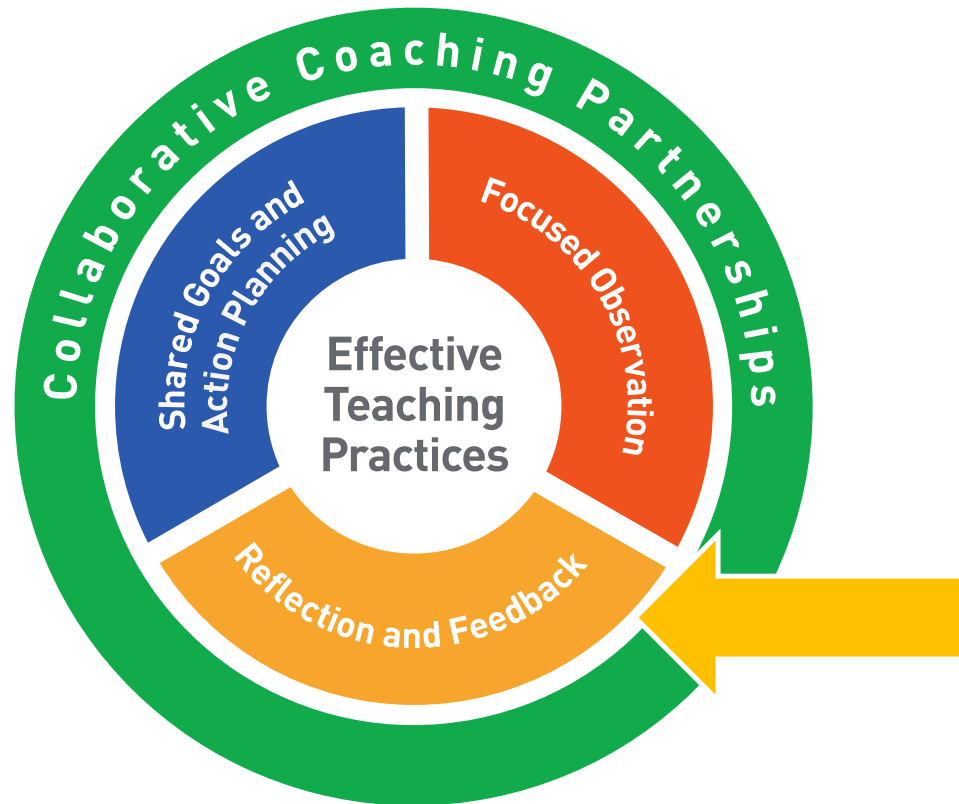 Collaborative Coaching Partnerships
Shared Goals and
Action Planning
Focused Observation
Effective
Teaching
Practices
Reflection and Feedback